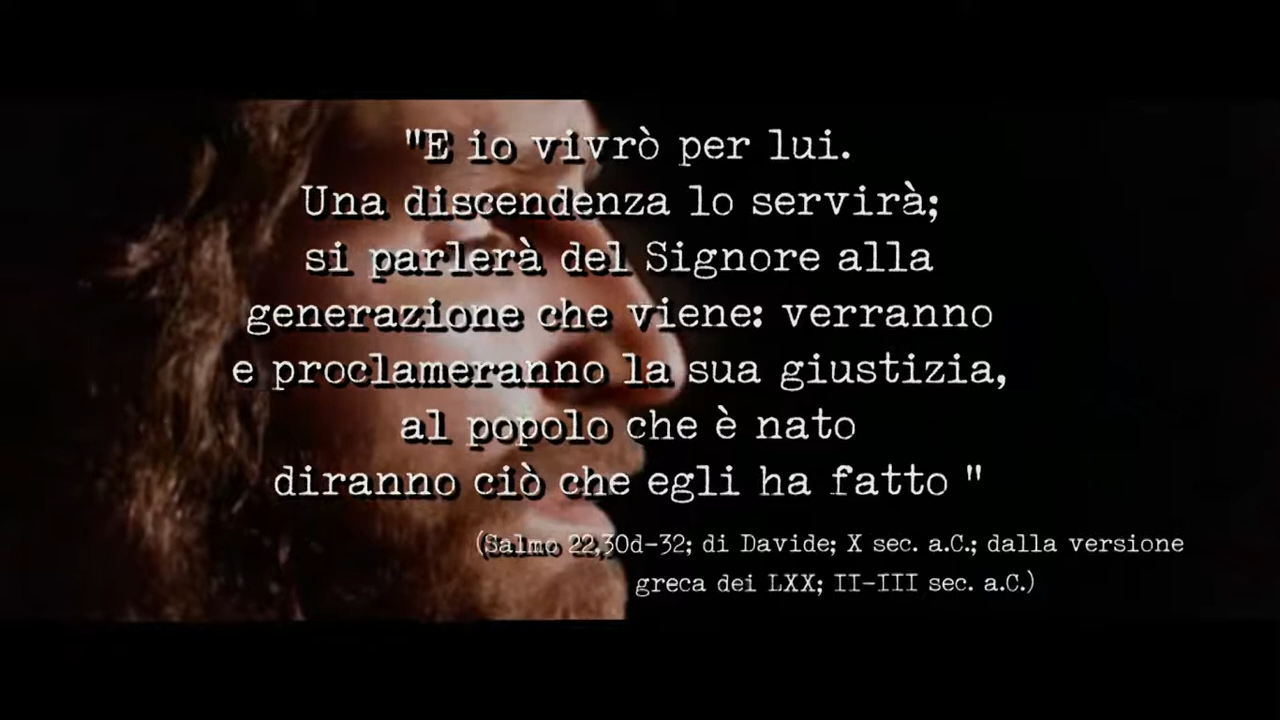 "E io vivrò per lui.
Una discendenza lo servirà;
si parlerà del Signore alla
generazione che viene: verranno
e proclameranno la sua giustizia,
al popolo che è nato
diranno ciò che egli ha fatto "
(Salmo 22,30d-32; di Davide; X sec. a.C.; dalla versione
greca dei LXX; II-III sec. a.C.)